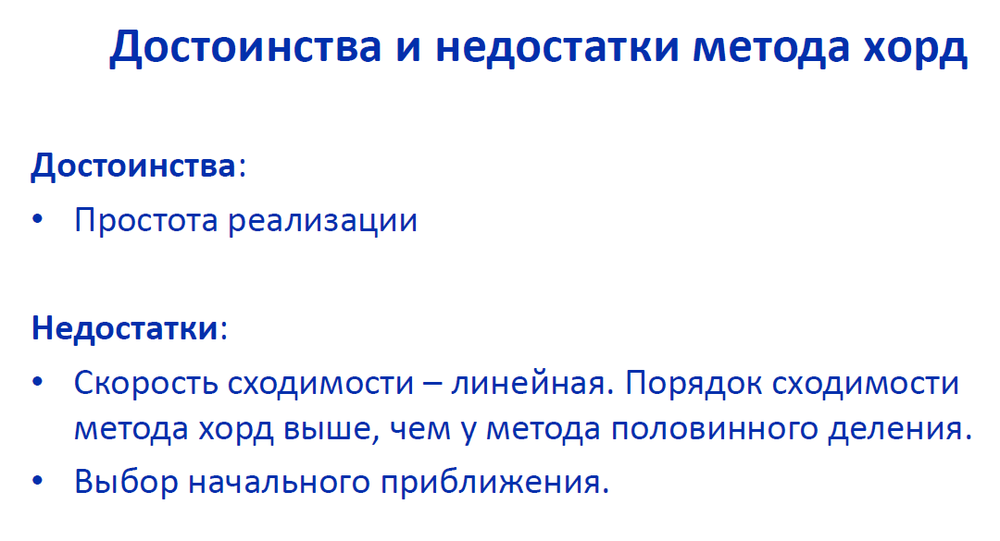 Достоинства и недостатки метода хорд
Достоинства:
• Простота реализации
Недостатки:
• Скорость сходимости – линейная. Порядок сходимости
метода хорд выше, чем у метода половинного деления.
• Выбор начального приближения.